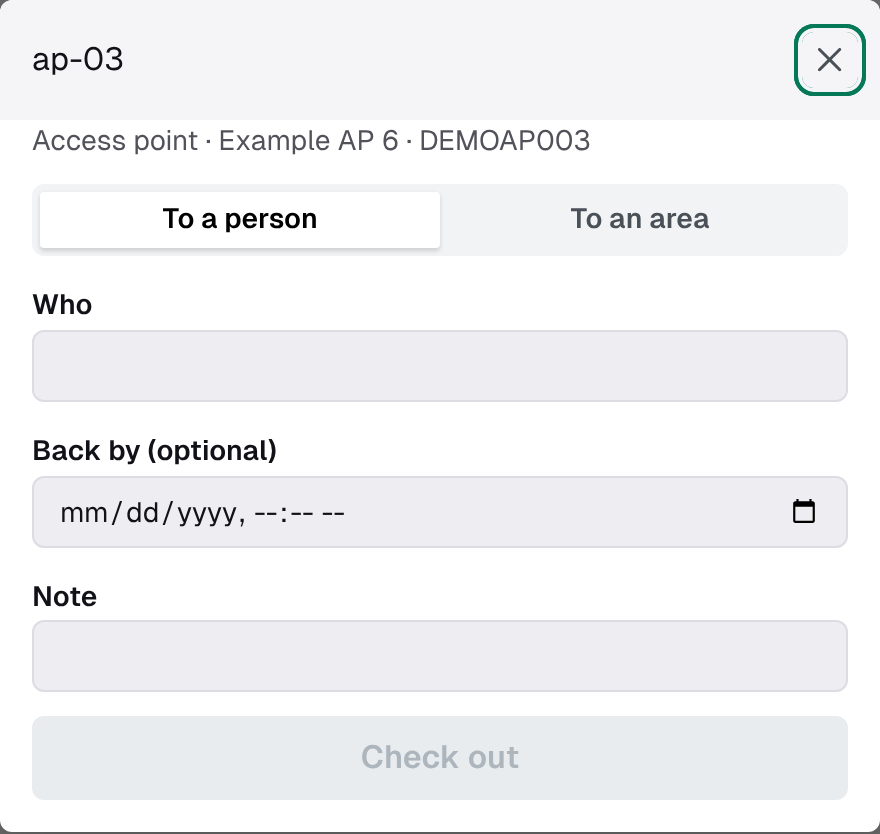 ap-03
Access point · Example AP 6 · DEMOAP003
To a person
To an area
Who
Back by (optional)
mm/dd/yyyy, --:-- --
Note
Check out